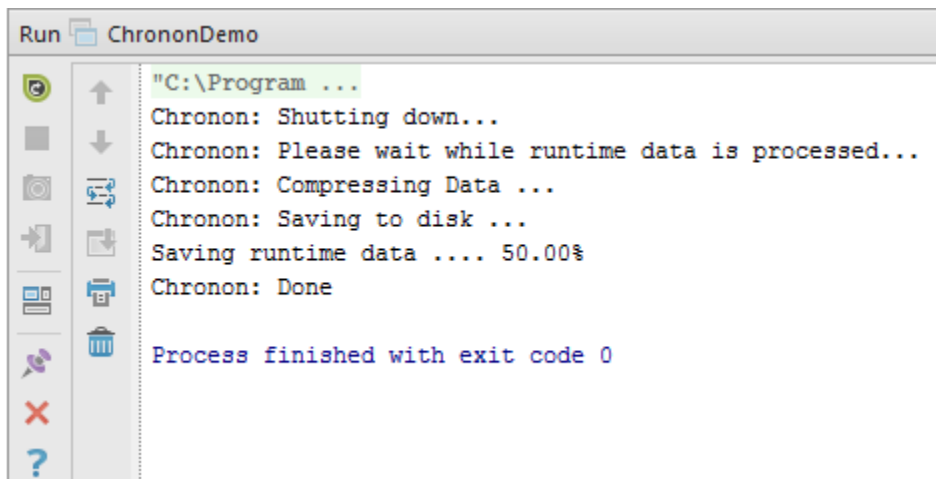 Run ChrononDemo
"C:\Program ...
Chronon: Shutting down...
Chronon: Please wait while runtime data is processed...
Chronon: Compressing Data ...
Chronon: Saving to disk ...
Saving runtime data .... 50.00%
Chronon: Done
Process finished with exit code 0